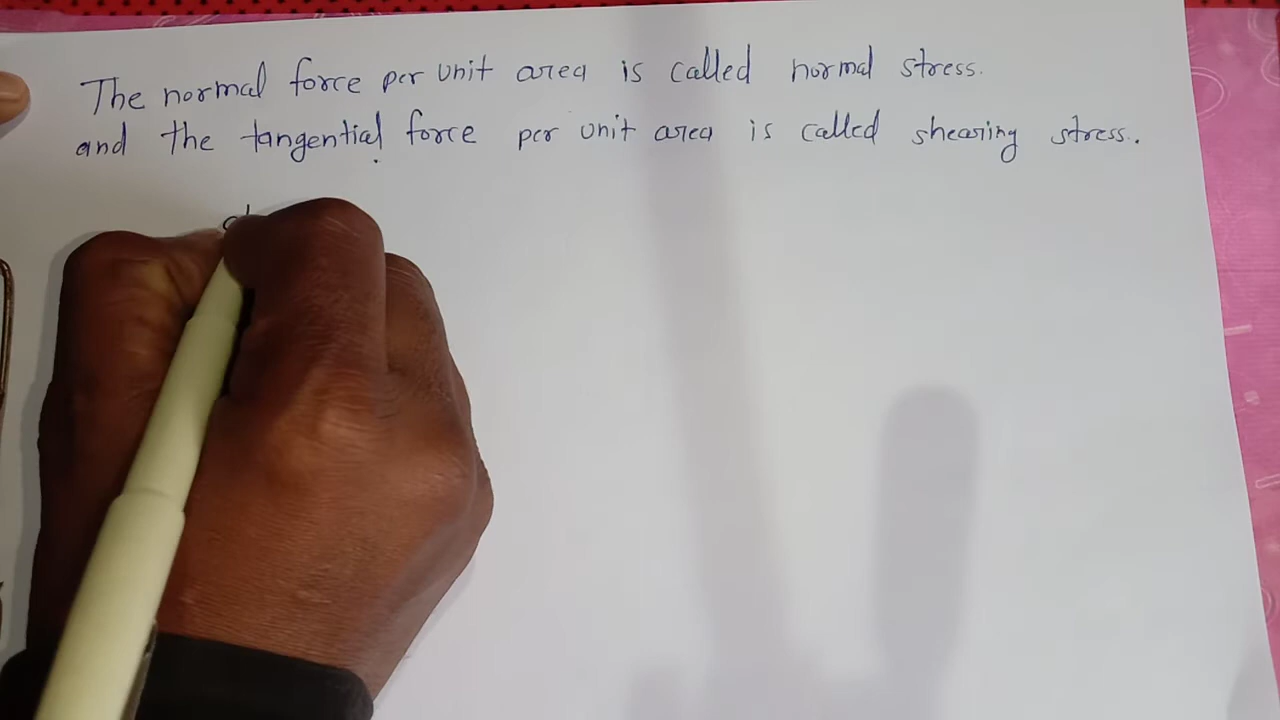 The normal force per unit area is called normal stress.
and the tangential force per unit area is called shearing stress.